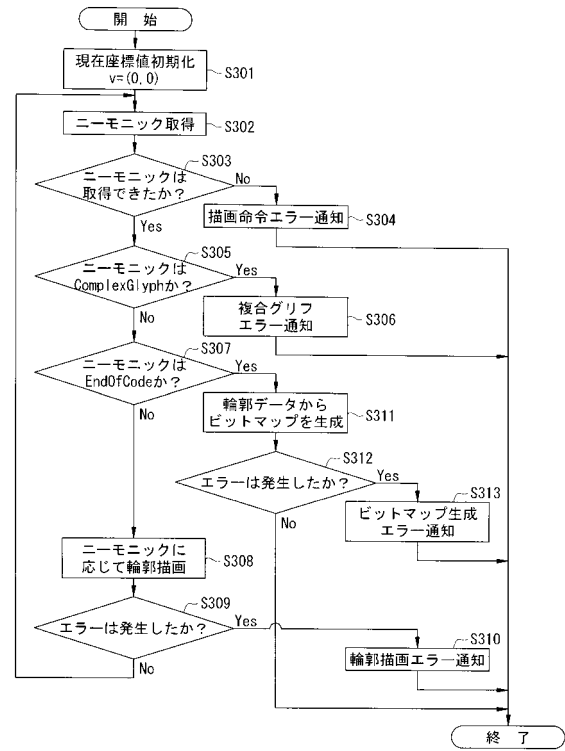 開 始
現在座標値初期化
v=(0,0)
S301
ニーモニック取得
S302
S303
ニーモニックは
取得できたか？
No
Yes
描画命令エラー通知
S304
S305
ニーモニックは
ComplexGlyphか？
Yes
No
複合グリフ
エラー通知
S306
S307
ニーモニックは
EndOfCodeか？
Yes
No
輪郭データから
ビットマップを生成
S311
S312
エラーは発生したか？
Yes
No
S313
ビットマップ生成
エラー通知
ニーモニックに
応じて輪郭描画
S308
S309
エラーは発生したか？
Yes
No
S310
輪郭描画エラー通知
終 了